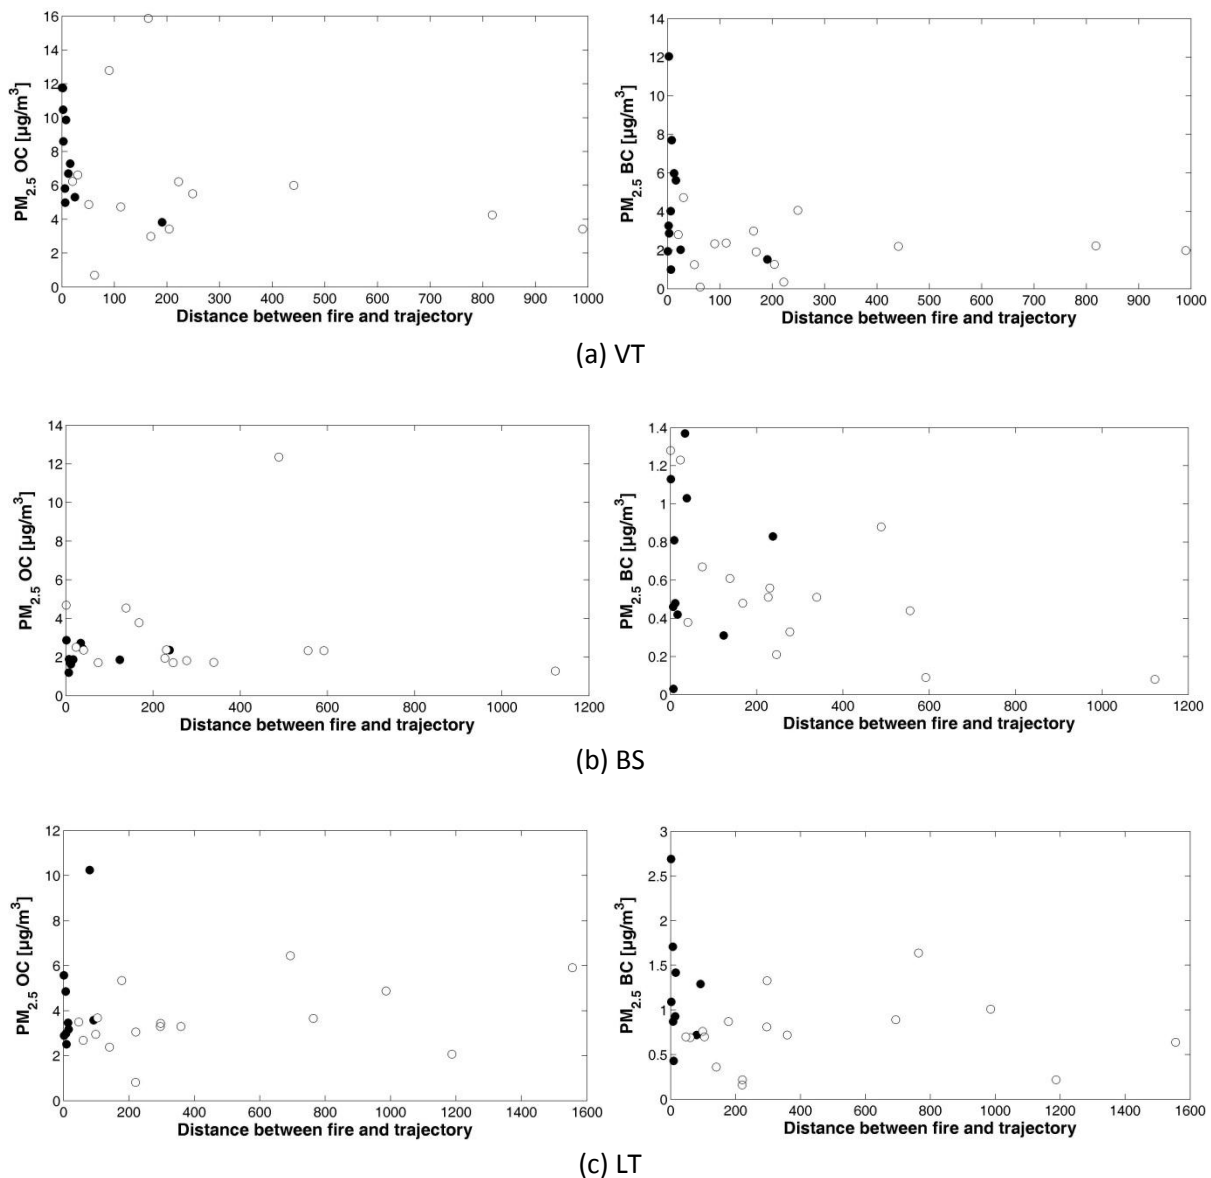 16
14
12
10
8
6
4
2
0
PM2.5 OC [µg/m³]
0 100 200 300 400 500 600 700 800 900 1000
Distance between fire and trajectory
14
12
10
8
6
4
2
0
PM2.5 BC [µg/m³]
0 100 200 300 400 500 600 700 800 900 1000
Distance between fire and trajectory
(a) VT
14
12
10
8
6
4
2
0
PM2.5 OC [µg/m³]
0 200 400 600 800 1000 1200
Distance between fire and trajectory
1.4
1.2
1
0.8
0.6
0.4
0.2
0
PM2.5 BC [µg/m³]
0 200 400 600 800 1000 1200
Distance between fire and trajectory
(b) BS
12
10
8
6
4
2
0
PM2.5 OC [µg/m³]
0 200 400 600 800 1000 1200 1400 1600
Distance between fire and trajectory
3
2.5
2
1.5
1
0.5
0
PM2.5 BC [µg/m³]
0 200 400 600 800 1000 1200 1400 1600
Distance between fire and trajectory
(c) LT